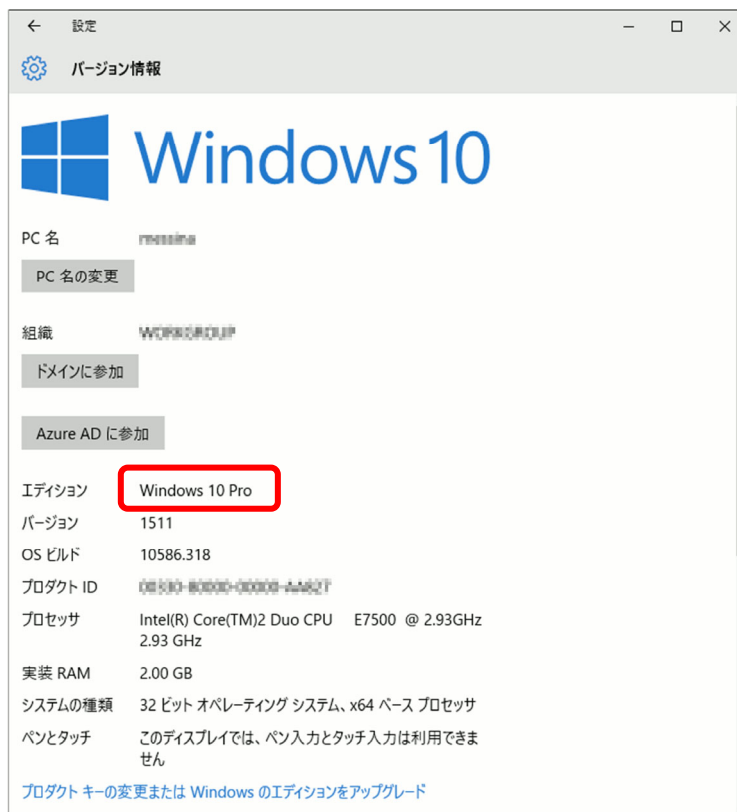 設定
バージョン情報
Windows 10
PC 名
PC 名の変更
組織
ドメインに参加
Azure AD に参加
エディション Windows 10 Pro
バージョン 1511
OS ビルド 10586.318
プロダクト ID
プロセッサ Intel(R) Core(TM)2 Duo CPU E7500 @ 2.93GHz
2.93 GHz
実装 RAM 2.00 GB
システムの種類 32 ビット オペレーティング システム、x64 ベース プロセッサ
ペンとタッチ このディスプレイでは、ペン入力とタッチ入力は利用できま
せん
プロダクト キーの変更または Windows のエディションをアップグレード